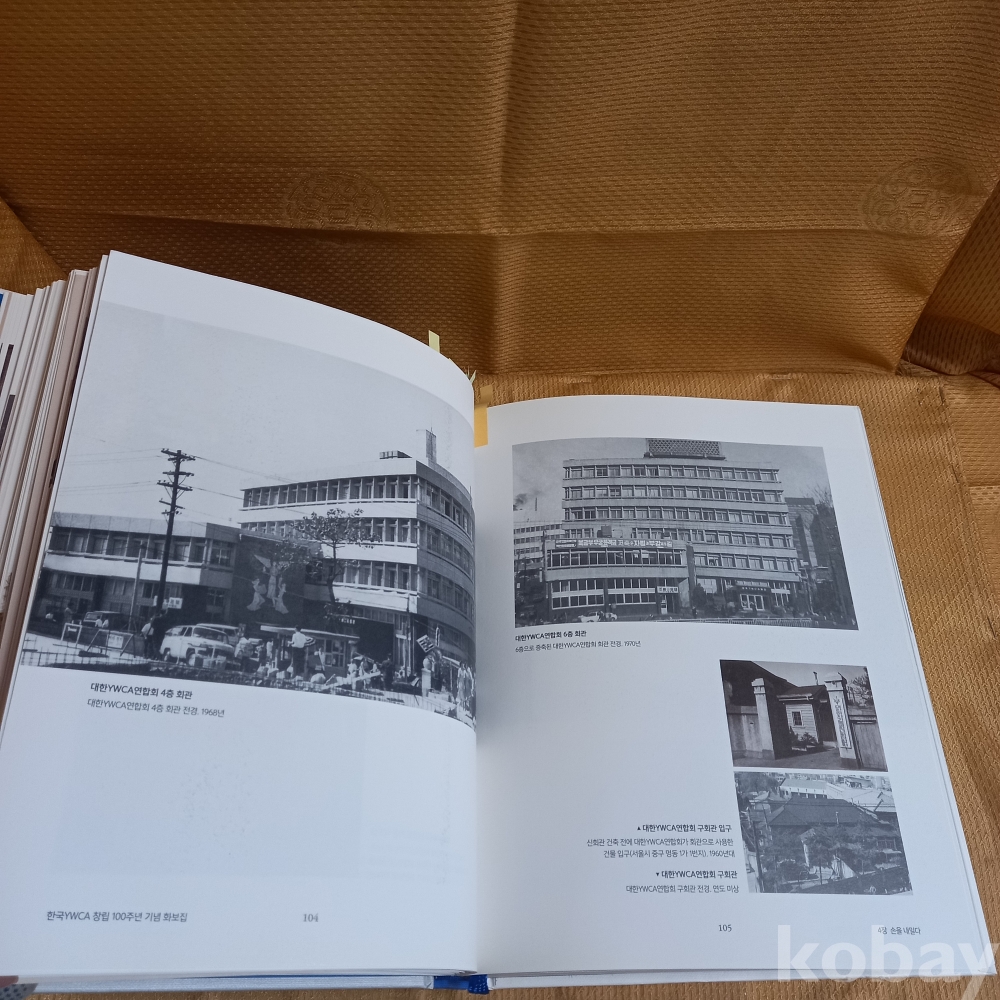 대한YWCA연합회 4층 회관
대한YWCA연합회 4층 회관 전경. 1968년
한국YWCA 창립 100주년 기념 화보집
104
대한YWCA연합회 6층 회관
6층으로 증축된 대한YWCA연합회 회관 전경. 1970년
▲ 대한YWCA연합회 구회관 입구
신회관 건축 전에 대한YWCA연합회가 회관으로 사용한
건물 입구(서울시 중구 명동 1가 1번지). 1960년대
▼ 대한YWCA연합회 구회관
대한YWCA연합회 구회관 전경. 연도 미상
105
4장 손을 내밀다
kobay